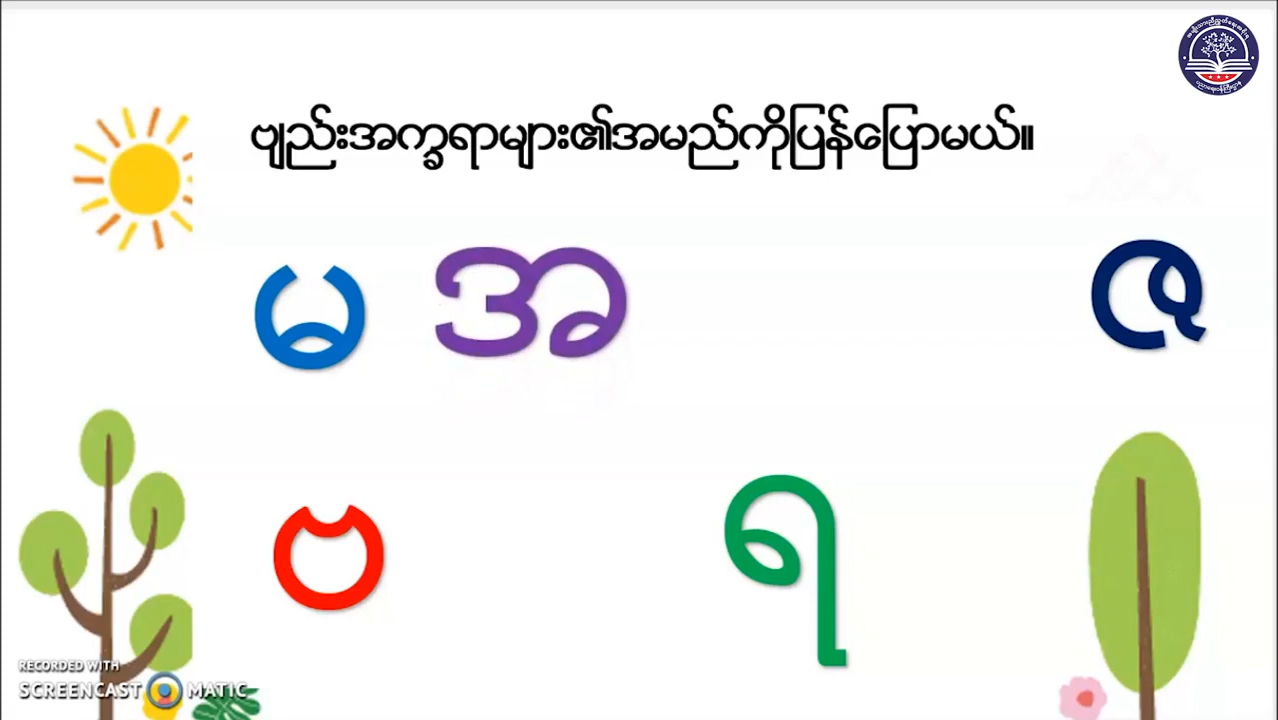 ဗျည်းအက္ခရာများ၏အမည်ကိုပြန်ပြောမယ်။
မ အ ဇ
ဗ ရ
RECORDED WITH
SCREENCAST MATIC